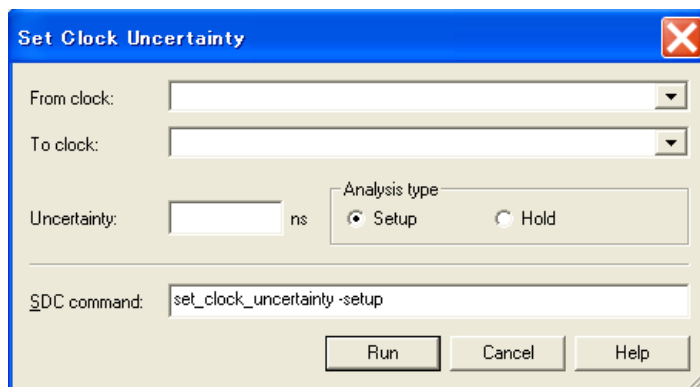 Set Clock Uncertainty
From clock:
To clock:
Analysis type
Uncertainty: ns Setup Hold
SDC command: set_clock_uncertainty -setup
Run Cancel Help